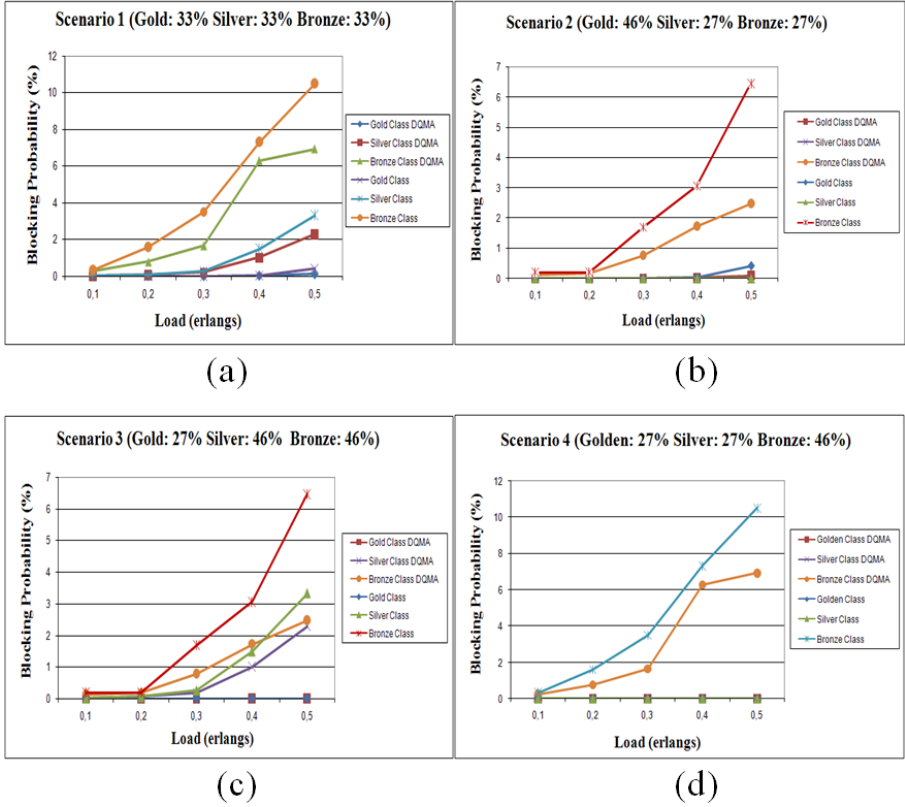 Scenario 1 (Gold: 33% Silver: 33% Bronze: 33%)
Blocking Probability (%)
12
10
8
6
4
2
0
0,1 0,2 0,3 0,4 0,5
Load (erlangs)
Gold Class DQMA
Silver Class DQMA
Bronze Class DQMA
Gold Class
Silver Class
Bronze Class
(a)
Scenario 2 (Gold: 46% Silver: 27% Bronze: 27%)
Blocking Probability (%)
7
6
5
4
3
2
1
0
0,1 0,2 0,3 0,4 0,5
Load (erlangs)
Gold Class DQMA
Silver Class DQMA
Bronze Class DQMA
Gold Class
Silver Class
Bronze Class
(b)
Scenario 3 (Gold: 27% Silver: 46% Bronze: 46%)
Blocking Probability (%)
7
6
5
4
3
2
1
0
0,1 0,2 0,3 0,4 0,5
Load (erlangs)
Gold Class DQMA
Silver Class DQMA
Bronze Class DQMA
Gold Class
Silver Class
Bronze Class
(c)
Scenario 4 (Golden: 27% Silver: 27% Bronze: 46%)
Blocking Probability (%)
12
10
8
6
4
2
0
0,1 0,2 0,3 0,4 0,5
Load (erlangs)
Golden Class DQMA
Silver Class DQMA
Bronze Class DQMA
Golden Class
Silver Class
Bronze Class
(d)